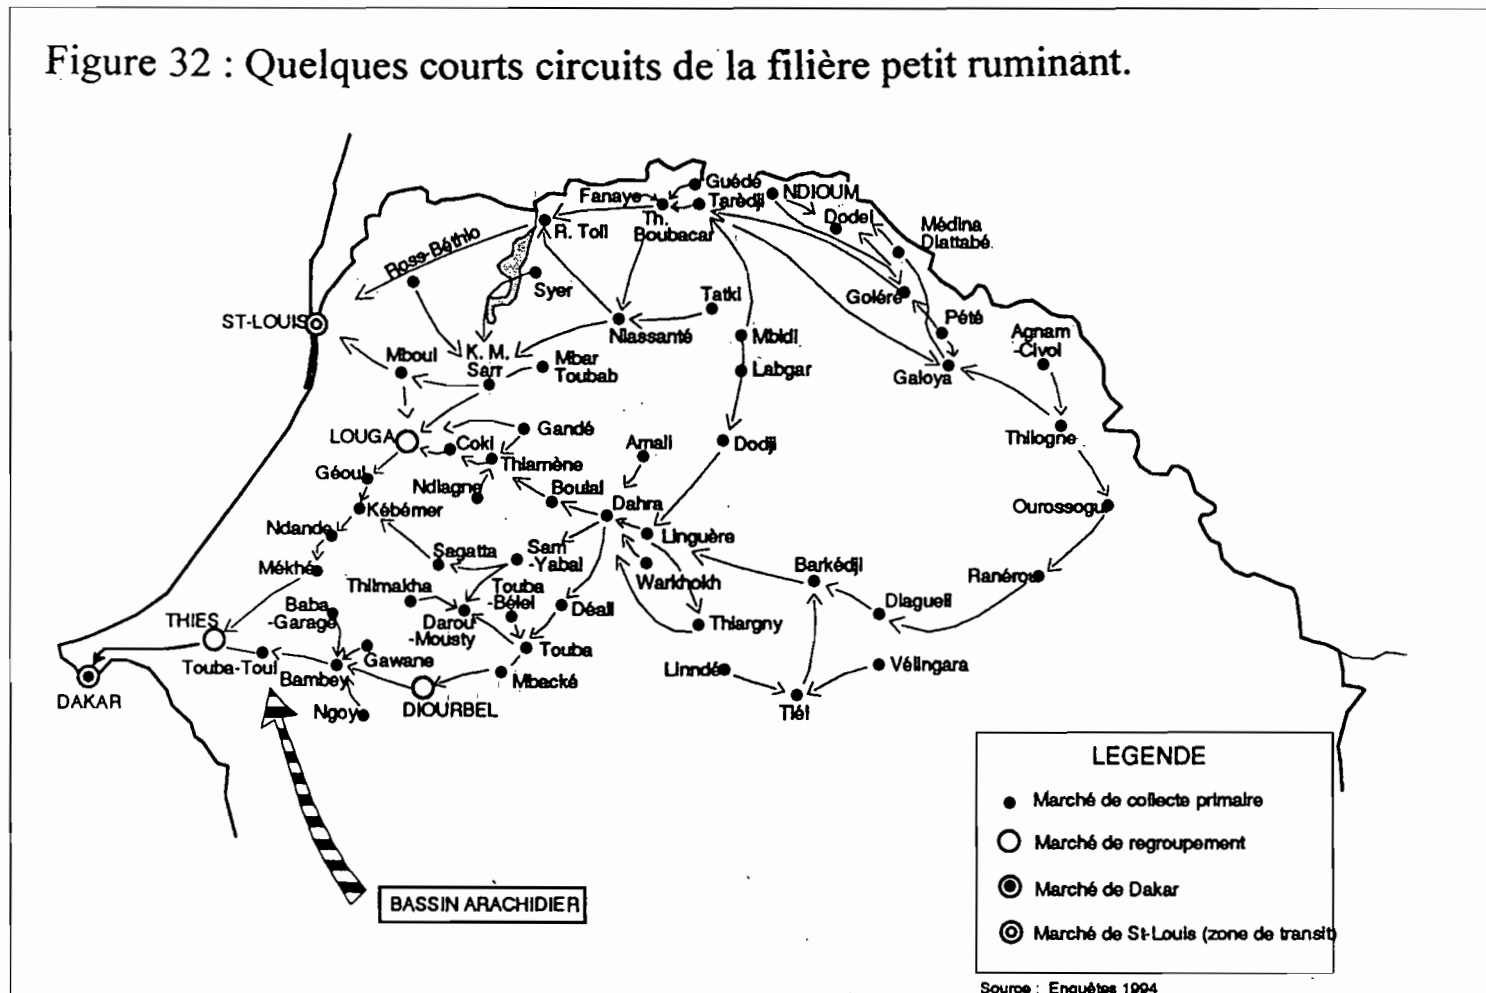 Figure 32 : Quelques courts circuits de la filière petit ruminant.
Guédé
NDIOUM
Fanaye
Tarèdji
Dodel
Th.
Boubacar
R. Toll
Médina
Diattabé
Ross-Béthio
Syer
Tatki
Goléré
ST-LOUIS
Niassanté
Mbidi
Pété
Agnam
-Civol
Mboul
K. M.
Sarr
Mbar
Toubab
Labgar
Galoya
LOUGA
Coki
Gandé
Amali
Dodji
Thilogne
Géoul
Thiamène
Ndiagne
Boulal
Dahra
Kébémer
Ourossogui
Ndande
Linguère
Sagatta
Sam
-Yabal
Barkédji
Mékhé
Warkhokh
Ranérou
Thilmakha
Touba
-Bélel
Déali
Diagueli
THIES
Baba
-Garage
Darou
-Mousty
Thiargny
Touba
Touba-Toul
Gawane
Linndé
Vélingara
Bambey
Mbacké
DAKAR
Ngoy
DIOURBEL
Tiél
LEGENDE
Marché de collecte primaire
Marché de regroupement
Marché de Dakar
Marché de St-Louis (zone de transit)
BASSIN ARACHIDIER
Source : Enquêtes 1994